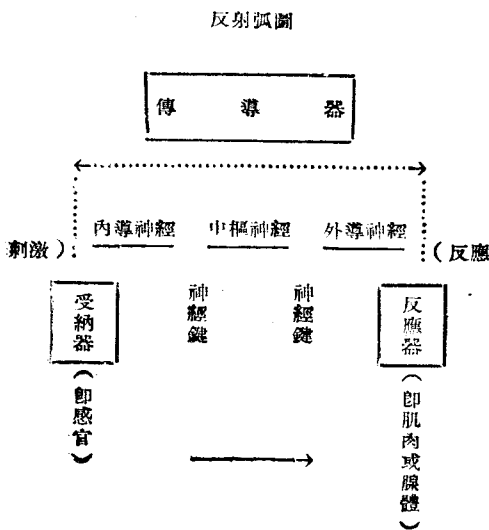 反射弧圖
傳導器
內導神經 中樞神經 外導神經
刺激) (反應
受納器 神經鍵 神經鍵 反應器
(即感官) (即肌肉或腺體)